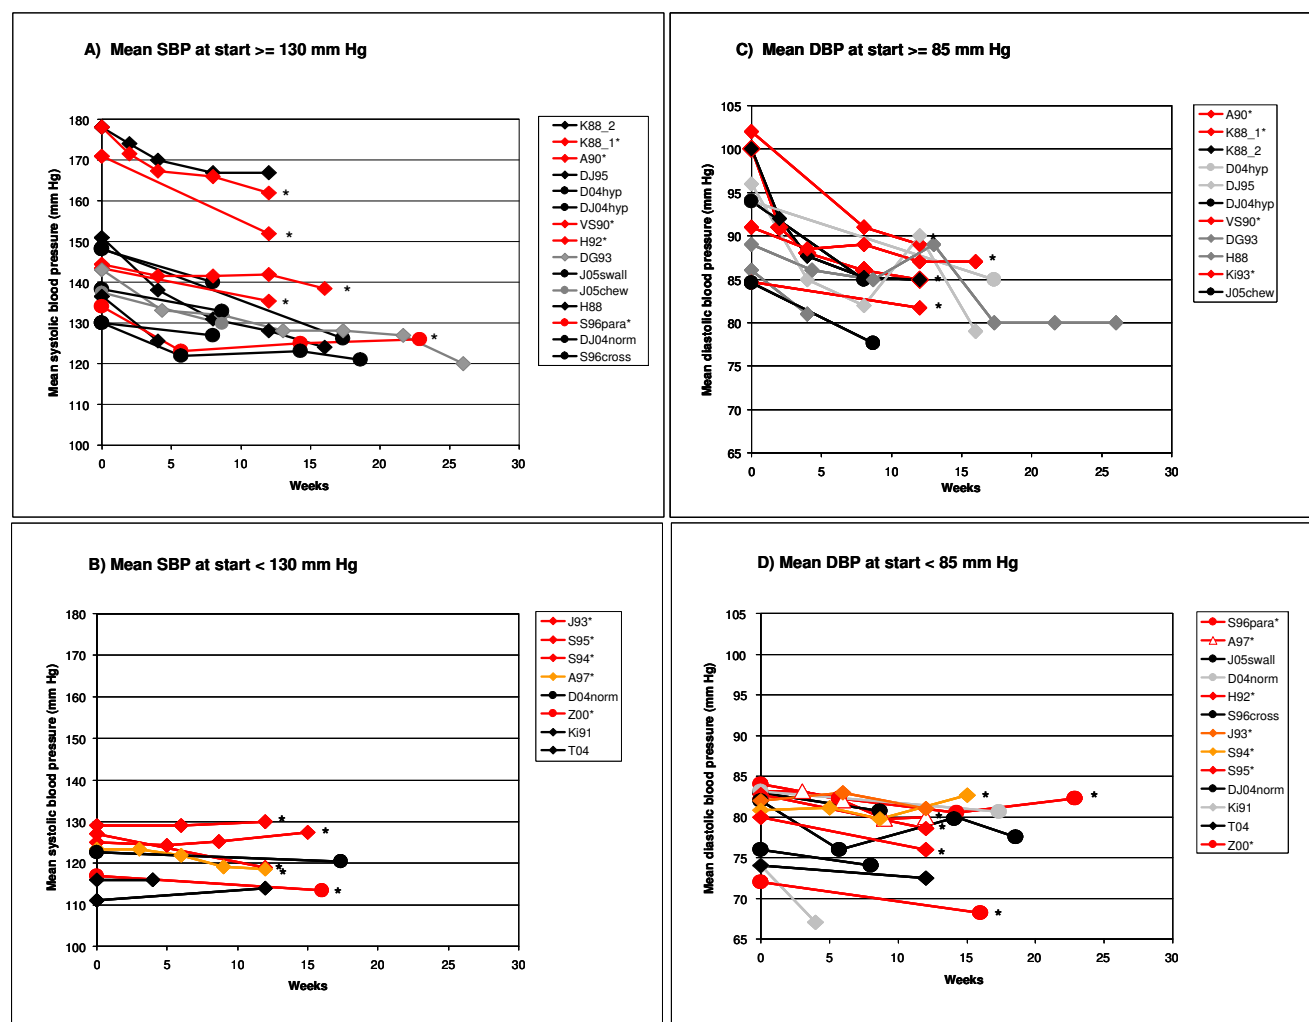 A) Mean SBP at start >= 130 mm Hg
Mean systolic blood pressure (mm Hg)
180
170
160
150
140
130
120
110
100
0 5 10 15 20 25 30
Weeks
* * * * *
K88_2
K88_1*
A90*
DJ95
D04hyp
DJ04hyp
VS90*
H92*
DG93
J05swall
J05chew
H88
S96para*
DJ04norm
S96cross
C) Mean DBP at start >= 85 mm Hg
Mean diastolic blood pressure (mm Hg)
105
100
95
90
85
80
75
70
65
0 5 10 15 20 25 30
Weeks
* * * *
A90*
K88_1*
K88_2
D04hyp
DJ95
DJ04hyp
VS90*
DG93
H88
Ki93*
J05chew
B) Mean SBP at start < 130 mm Hg
Mean systolic blood pressure (mm Hg)
180
170
160
150
140
130
120
110
100
0 5 10 15 20 25 30
Weeks
* * * * *
J93*
S95*
S94*
A97*
D04norm
Z00*
Ki91
T04
D) Mean DBP at start < 85 mm Hg
Mean diastolic blood pressure (mm Hg)
105
100
95
90
85
80
75
70
65
0 5 10 15 20 25 30
Weeks
* * * * * *
S96para*
A97*
J05swall
D04norm
H92*
S96cross
J93*
S94*
S95*
DJ04norm
Ki91
T04
Z00*